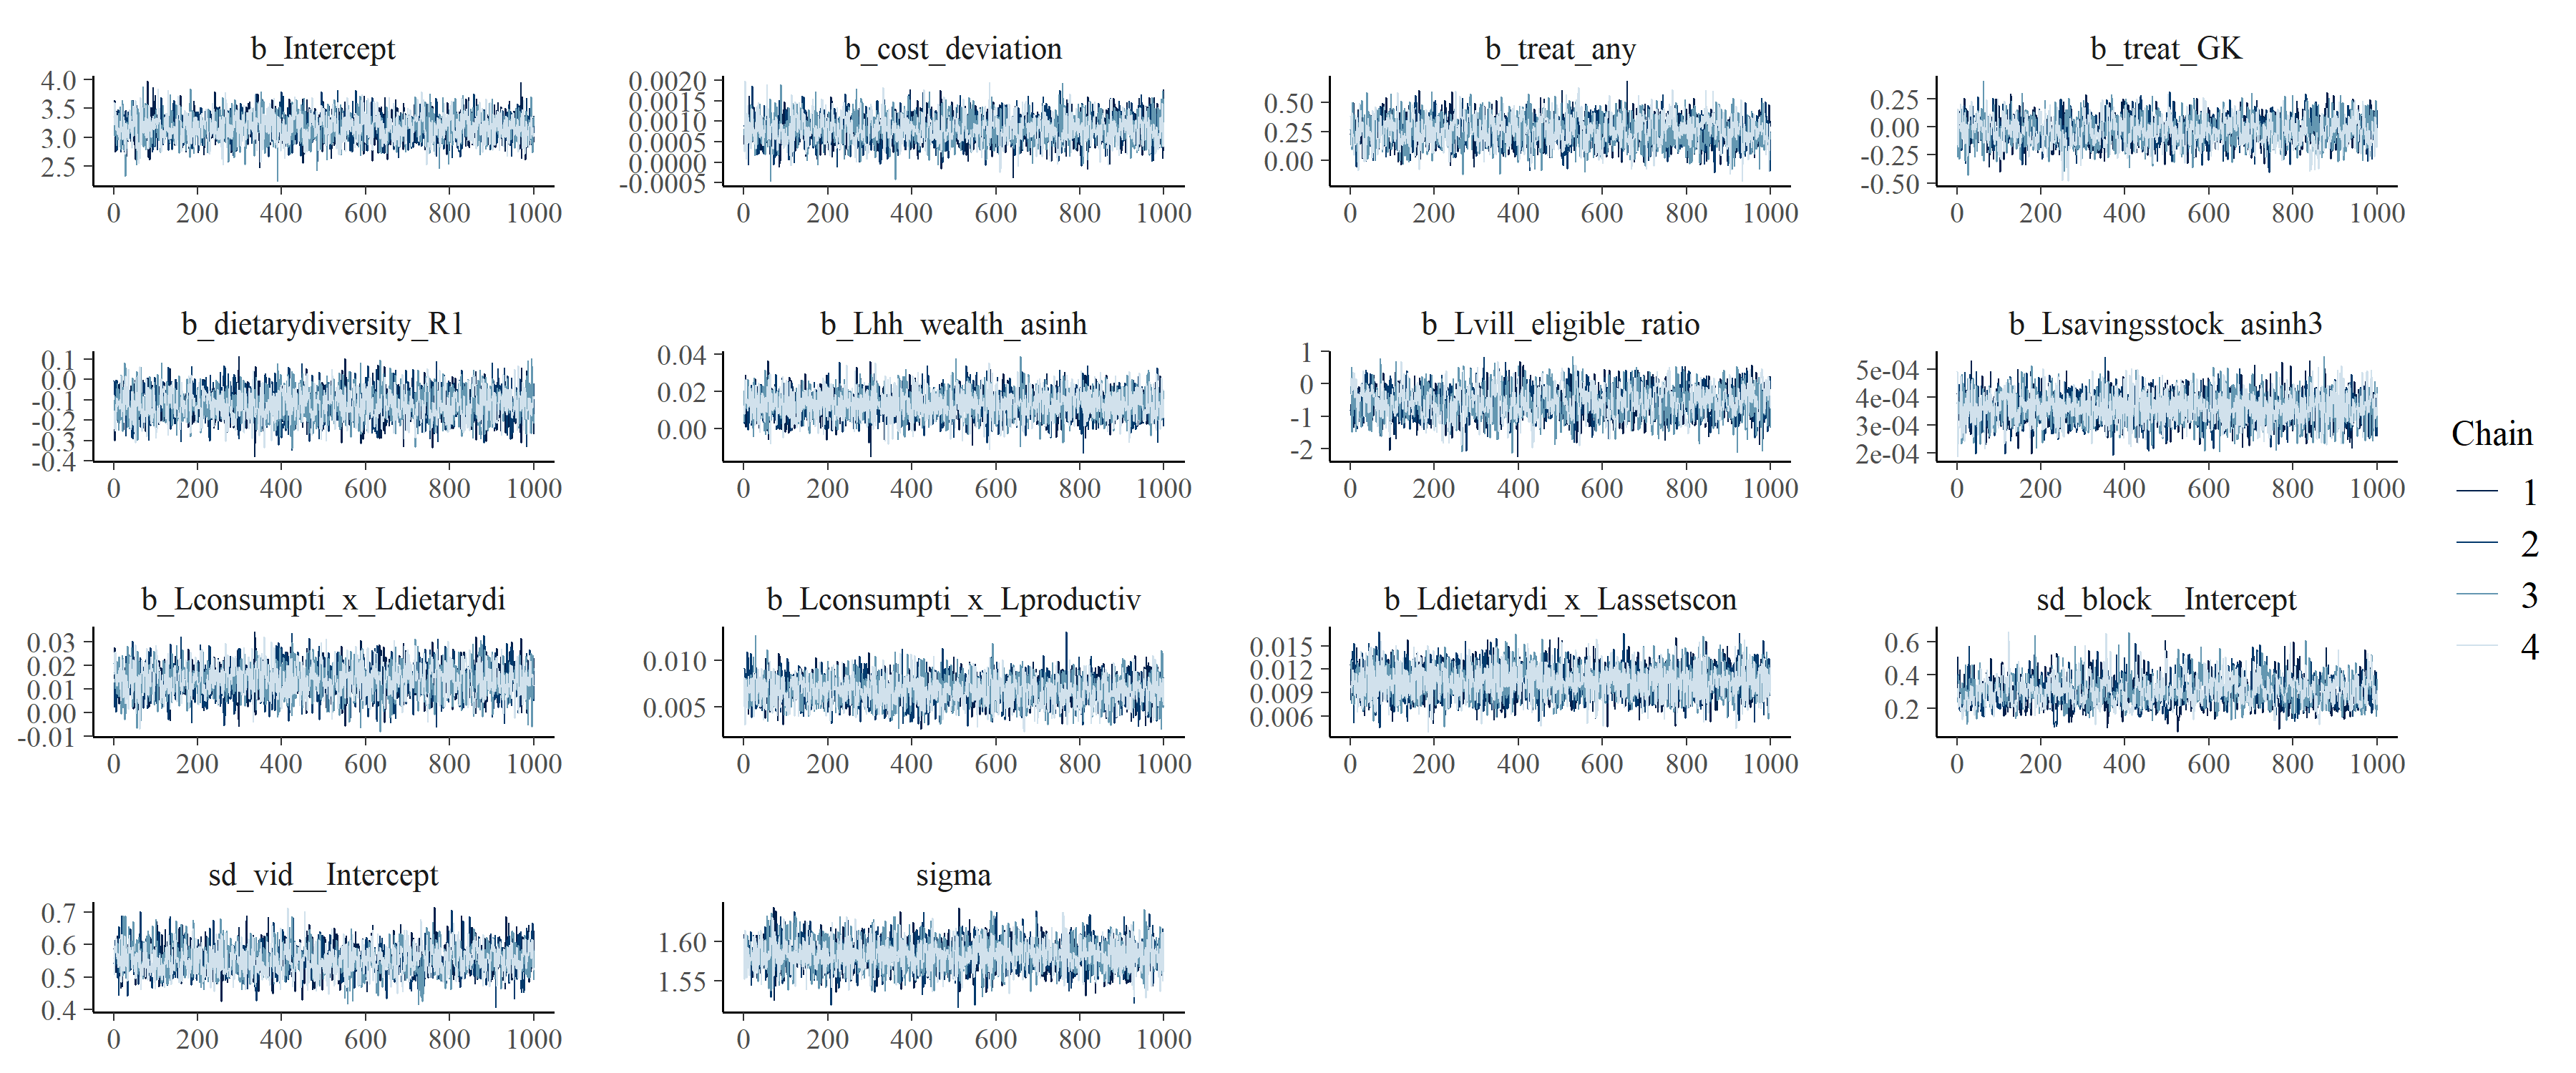 b_Intercept
4.0
3.5
3.0
2.5
0 200 400 600 800 1000
b_cost_deviation
0.0020
0.0015
0.0010
0.0005
0.0000
-0.0005
0 200 400 600 800 1000
b_treat_any
0.50
0.25
0.00
0 200 400 600 800 1000
b_treat_GK
0.25
0.00
-0.25
-0.50
0 200 400 600 800 1000
b_dietarydiversity_R1
0.1
0.0
-0.1
-0.2
-0.3
-0.4
0 200 400 600 800 1000
b_Lhh_wealth_asinh
0.04
0.02
0.00
0 200 400 600 800 1000
b_Lvill_eligible_ratio
1
0
-1
-2
0 200 400 600 800 1000
b_Lsavingsstock_asinh3
5e-04
4e-04
3e-04
2e-04
0 200 400 600 800 1000
b_Lconsumpti_x_Ldietarydi
0.03
0.02
0.01
0.00
-0.01
0 200 400 600 800 1000
b_Lconsumpti_x_Lproductiv
0.010
0.005
0 200 400 600 800 1000
b_Ldietarydi_x_Lassetscon
0.015
0.012
0.009
0.006
0 200 400 600 800 1000
sd_block__Intercept
0.6
0.4
0.2
0 200 400 600 800 1000
sd_vid__Intercept
0.7
0.6
0.5
0.4
0 200 400 600 800 1000
sigma
1.60
1.55
0 200 400 600 800 1000
Chain
1
2
3
4